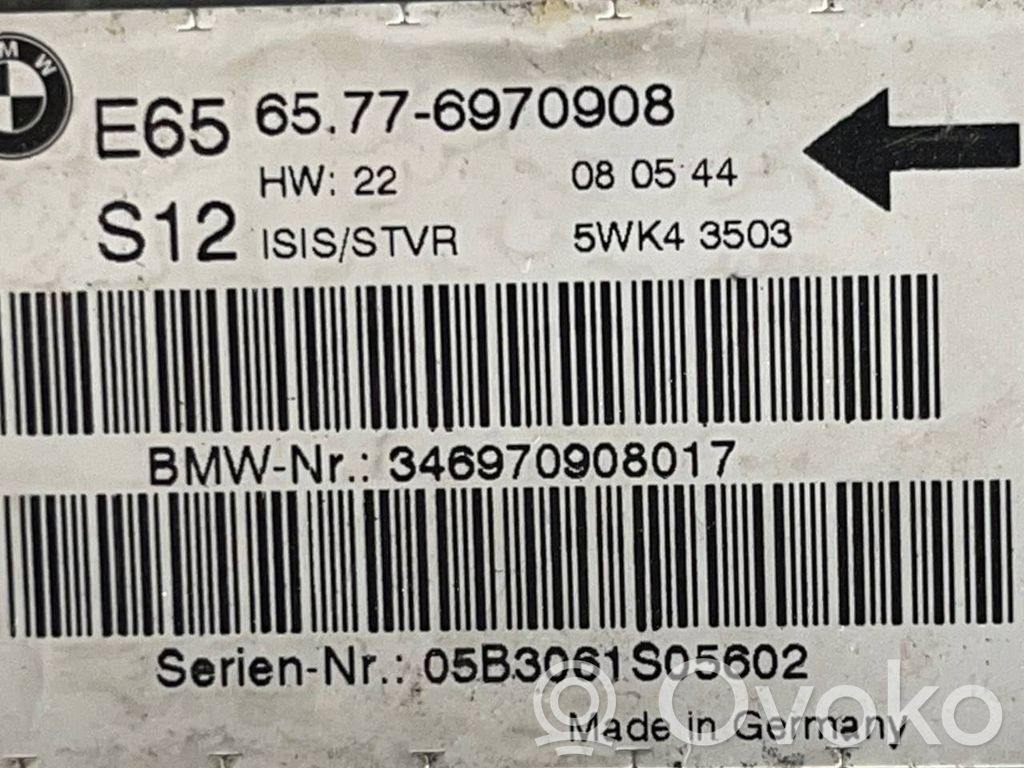 BMW
E65 65.77-6970908
HW: 22 08 05 44
S12 ISIS/STVR 5WK4 3503
BMW-Nr.: 346970908017
Serien-Nr.: 05B3061S05602
Made in Germany
Ovoko